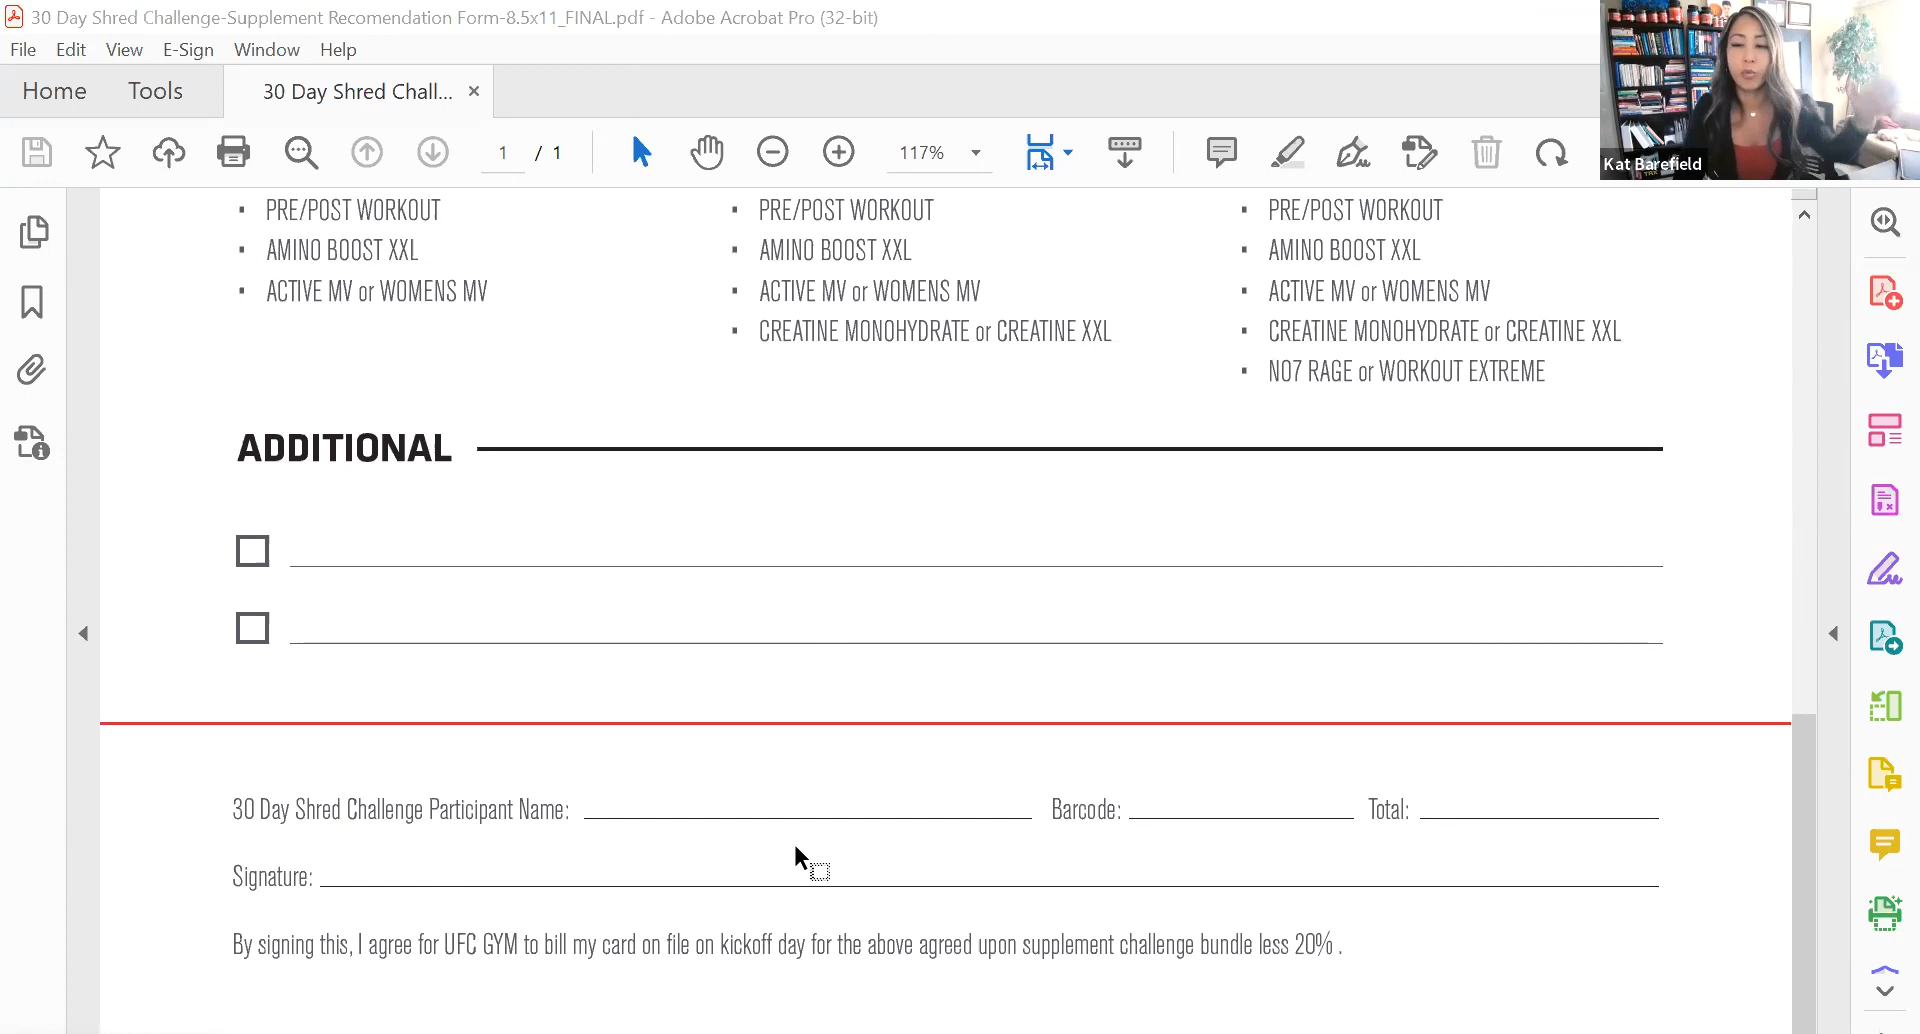 30 Day Shred Challenge-Supplement Recomendation Form-8.5x11_FINAL.pdf - Adobe Acrobat Pro (32-bit)
File Edit View E-Sign Window Help
Home Tools 30 Day Shred Chall... ×
1 / 1 117%
Kat Barefield
• PRE/POST WORKOUT
• AMINO BOOST XXL
• ACTIVE MV or WOMENS MV
• PRE/POST WORKOUT
• AMINO BOOST XXL
• ACTIVE MV or WOMENS MV
• CREATINE MONOHYDRATE or CREATINE XXL
• PRE/POST WORKOUT
• AMINO BOOST XXL
• ACTIVE MV or WOMENS MV
• CREATINE MONOHYDRATE or CREATINE XXL
• NO7 RAGE or WORKOUT EXTREME
ADDITIONAL
30 Day Shred Challenge Participant Name: Barcode: Total:
Signature:
By signing this, I agree for UFC GYM to bill my card on file on kickoff day for the above agreed upon supplement challenge bundle less 20% .